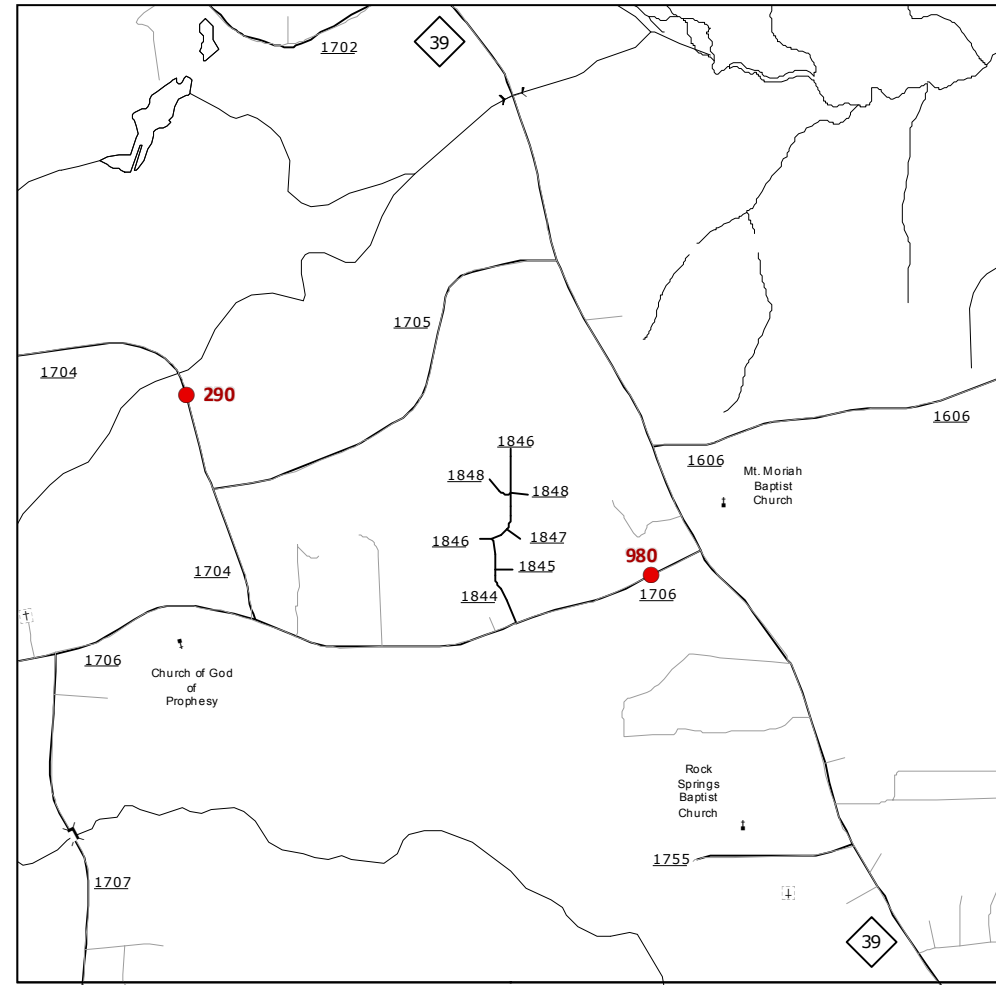 1702
39
1705
1704
290
1606
1606
1846
Mt. Moriah
Baptist
Church
1848
1848
1846
1847
980
1845
1704
1844
1706
1706
Church of God
of
Prophesy
Rock
Springs
Baptist
Church
1755
1707
39